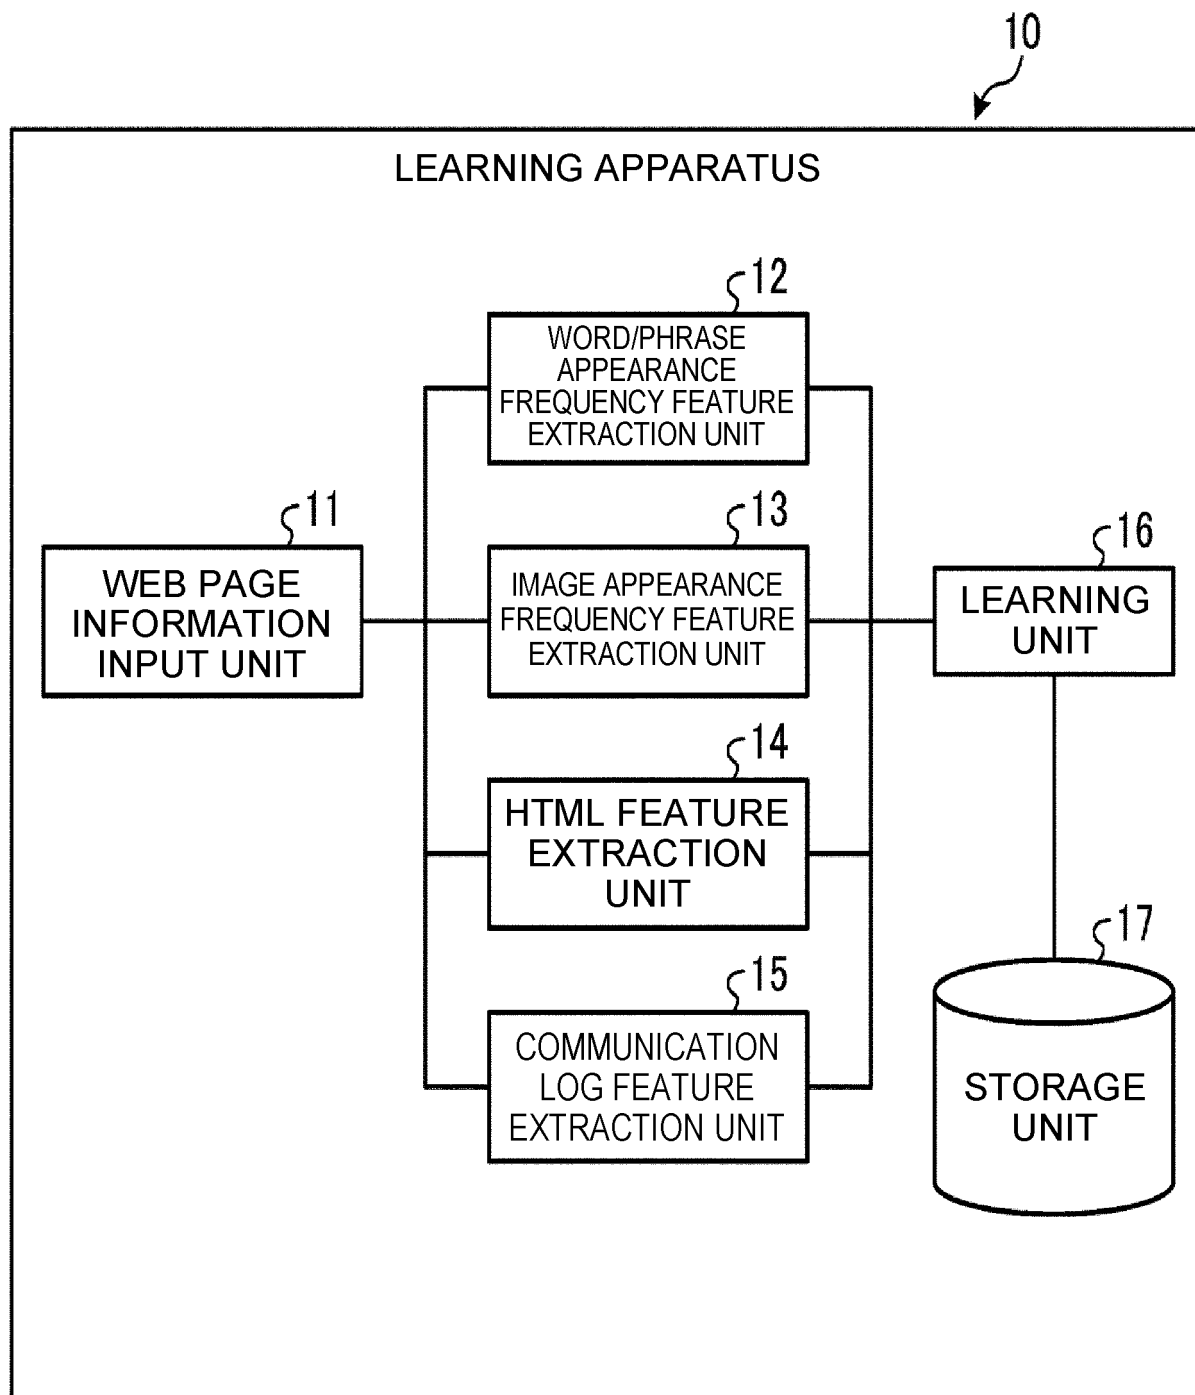 10
LEARNING APPARATUS
12
WORD/PHRASE
APPEARANCE
FREQUENCY FEATURE
EXTRACTION UNIT
11
WEB PAGE
INFORMATION
INPUT UNIT
13
IMAGE APPEARANCE
FREQUENCY FEATURE
EXTRACTION UNIT
16
LEARNING
UNIT
14
HTML FEATURE
EXTRACTION
UNIT
15
COMMUNICATION
LOG FEATURE
EXTRACTION UNIT
17
STORAGE
UNIT